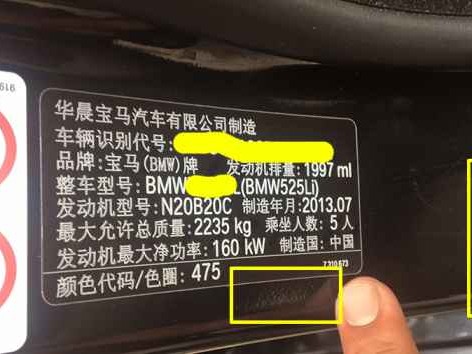 华晨宝马汽车有限公司制造
车辆识别代号:
品牌:宝马(BMW)牌 发动机排量:1997 ml
整车型号:BMW L(BMW525Li)
发动机型号:N20B20C 制造年月:2013.07
最大允许总质量:2235 kg 乘坐人数:5人
发动机最大净功率:160 kW 制造国:中国
颜色代码/色圈:475
7 310 573